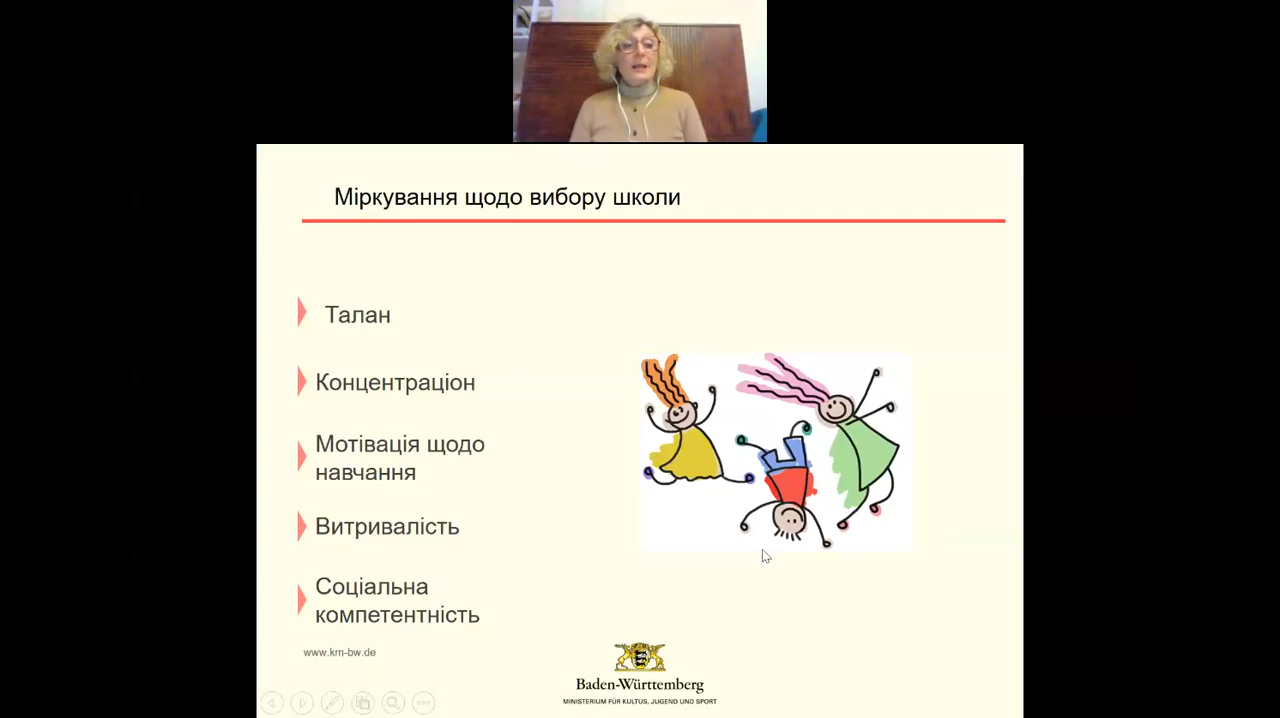 Міркування щодо вибору школи
Талан
Концентраціон
Мотівація щодо
навчання
Витривалість
Соціальна
компетентність
www.km-bw.de
Baden-Württemberg
MINISTERIUM FÜR KULTUS, JUGEND UND SPORT